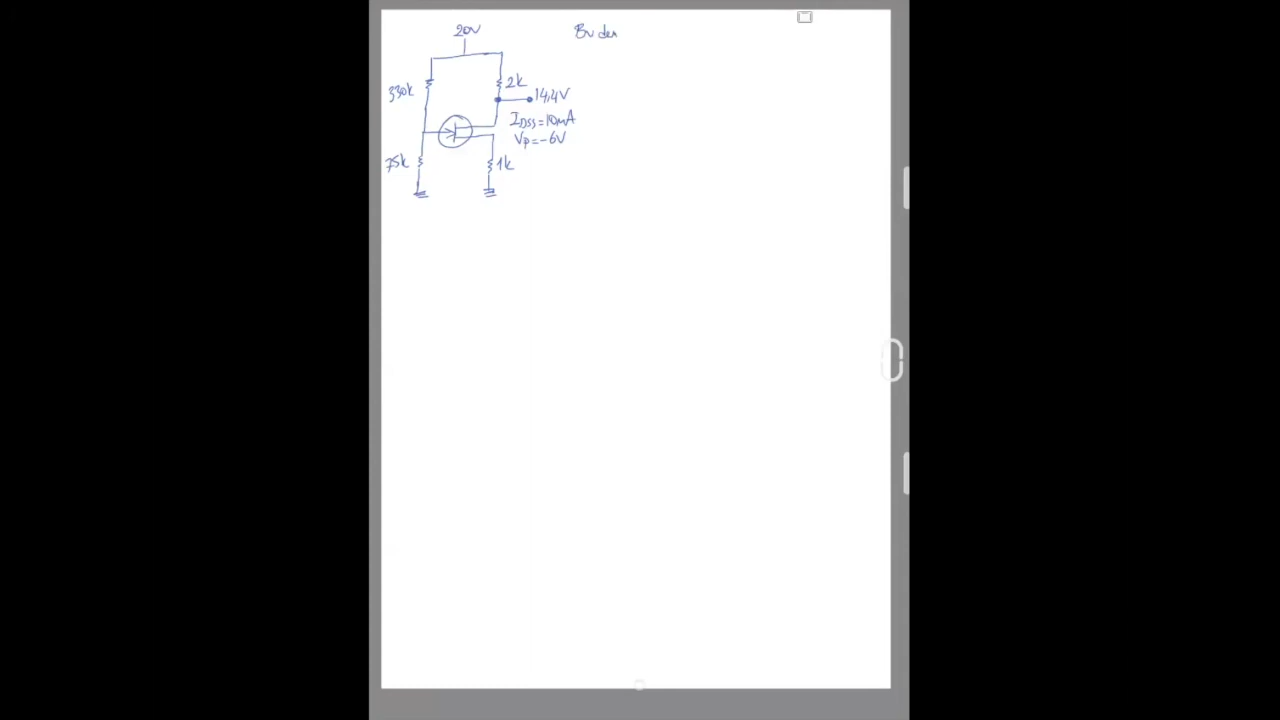 20V
Bu den
330k
2k
14,4V
IDSS=10mA
VP=-6V
75k
1k